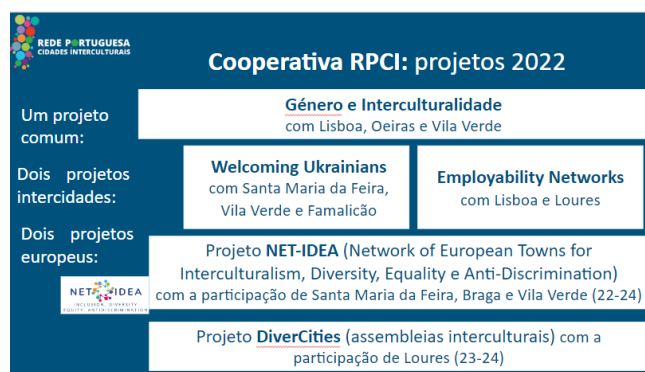 REDE PORTUGUESA
CIDADES INTERCULTURAIS
Cooperativa RPCI: projetos 2022
Um projeto
comum:
Género e Interculturalidade
com Lisboa, Oeiras e Vila Verde
Dois projetos
intercidades:
Welcoming Ukrainians
com Santa Maria da Feira,
Vila Verde e Famalicão
Employability Networks
com Lisboa e Loures
Dois projetos
europeus:
NET IDEA
INCLUSION, DIVERSITY
EQUITY, ANTIDISCRIMINATION
Projeto NET-IDEA (Network of European Towns for
Interculturalism, Diversity, Equality e Anti-Discrimination)
com a participação de Santa Maria da Feira, Braga e Vila Verde (22-24)
Projeto DiverCities (assembleias interculturais) com a
participação de Loures (23-24)